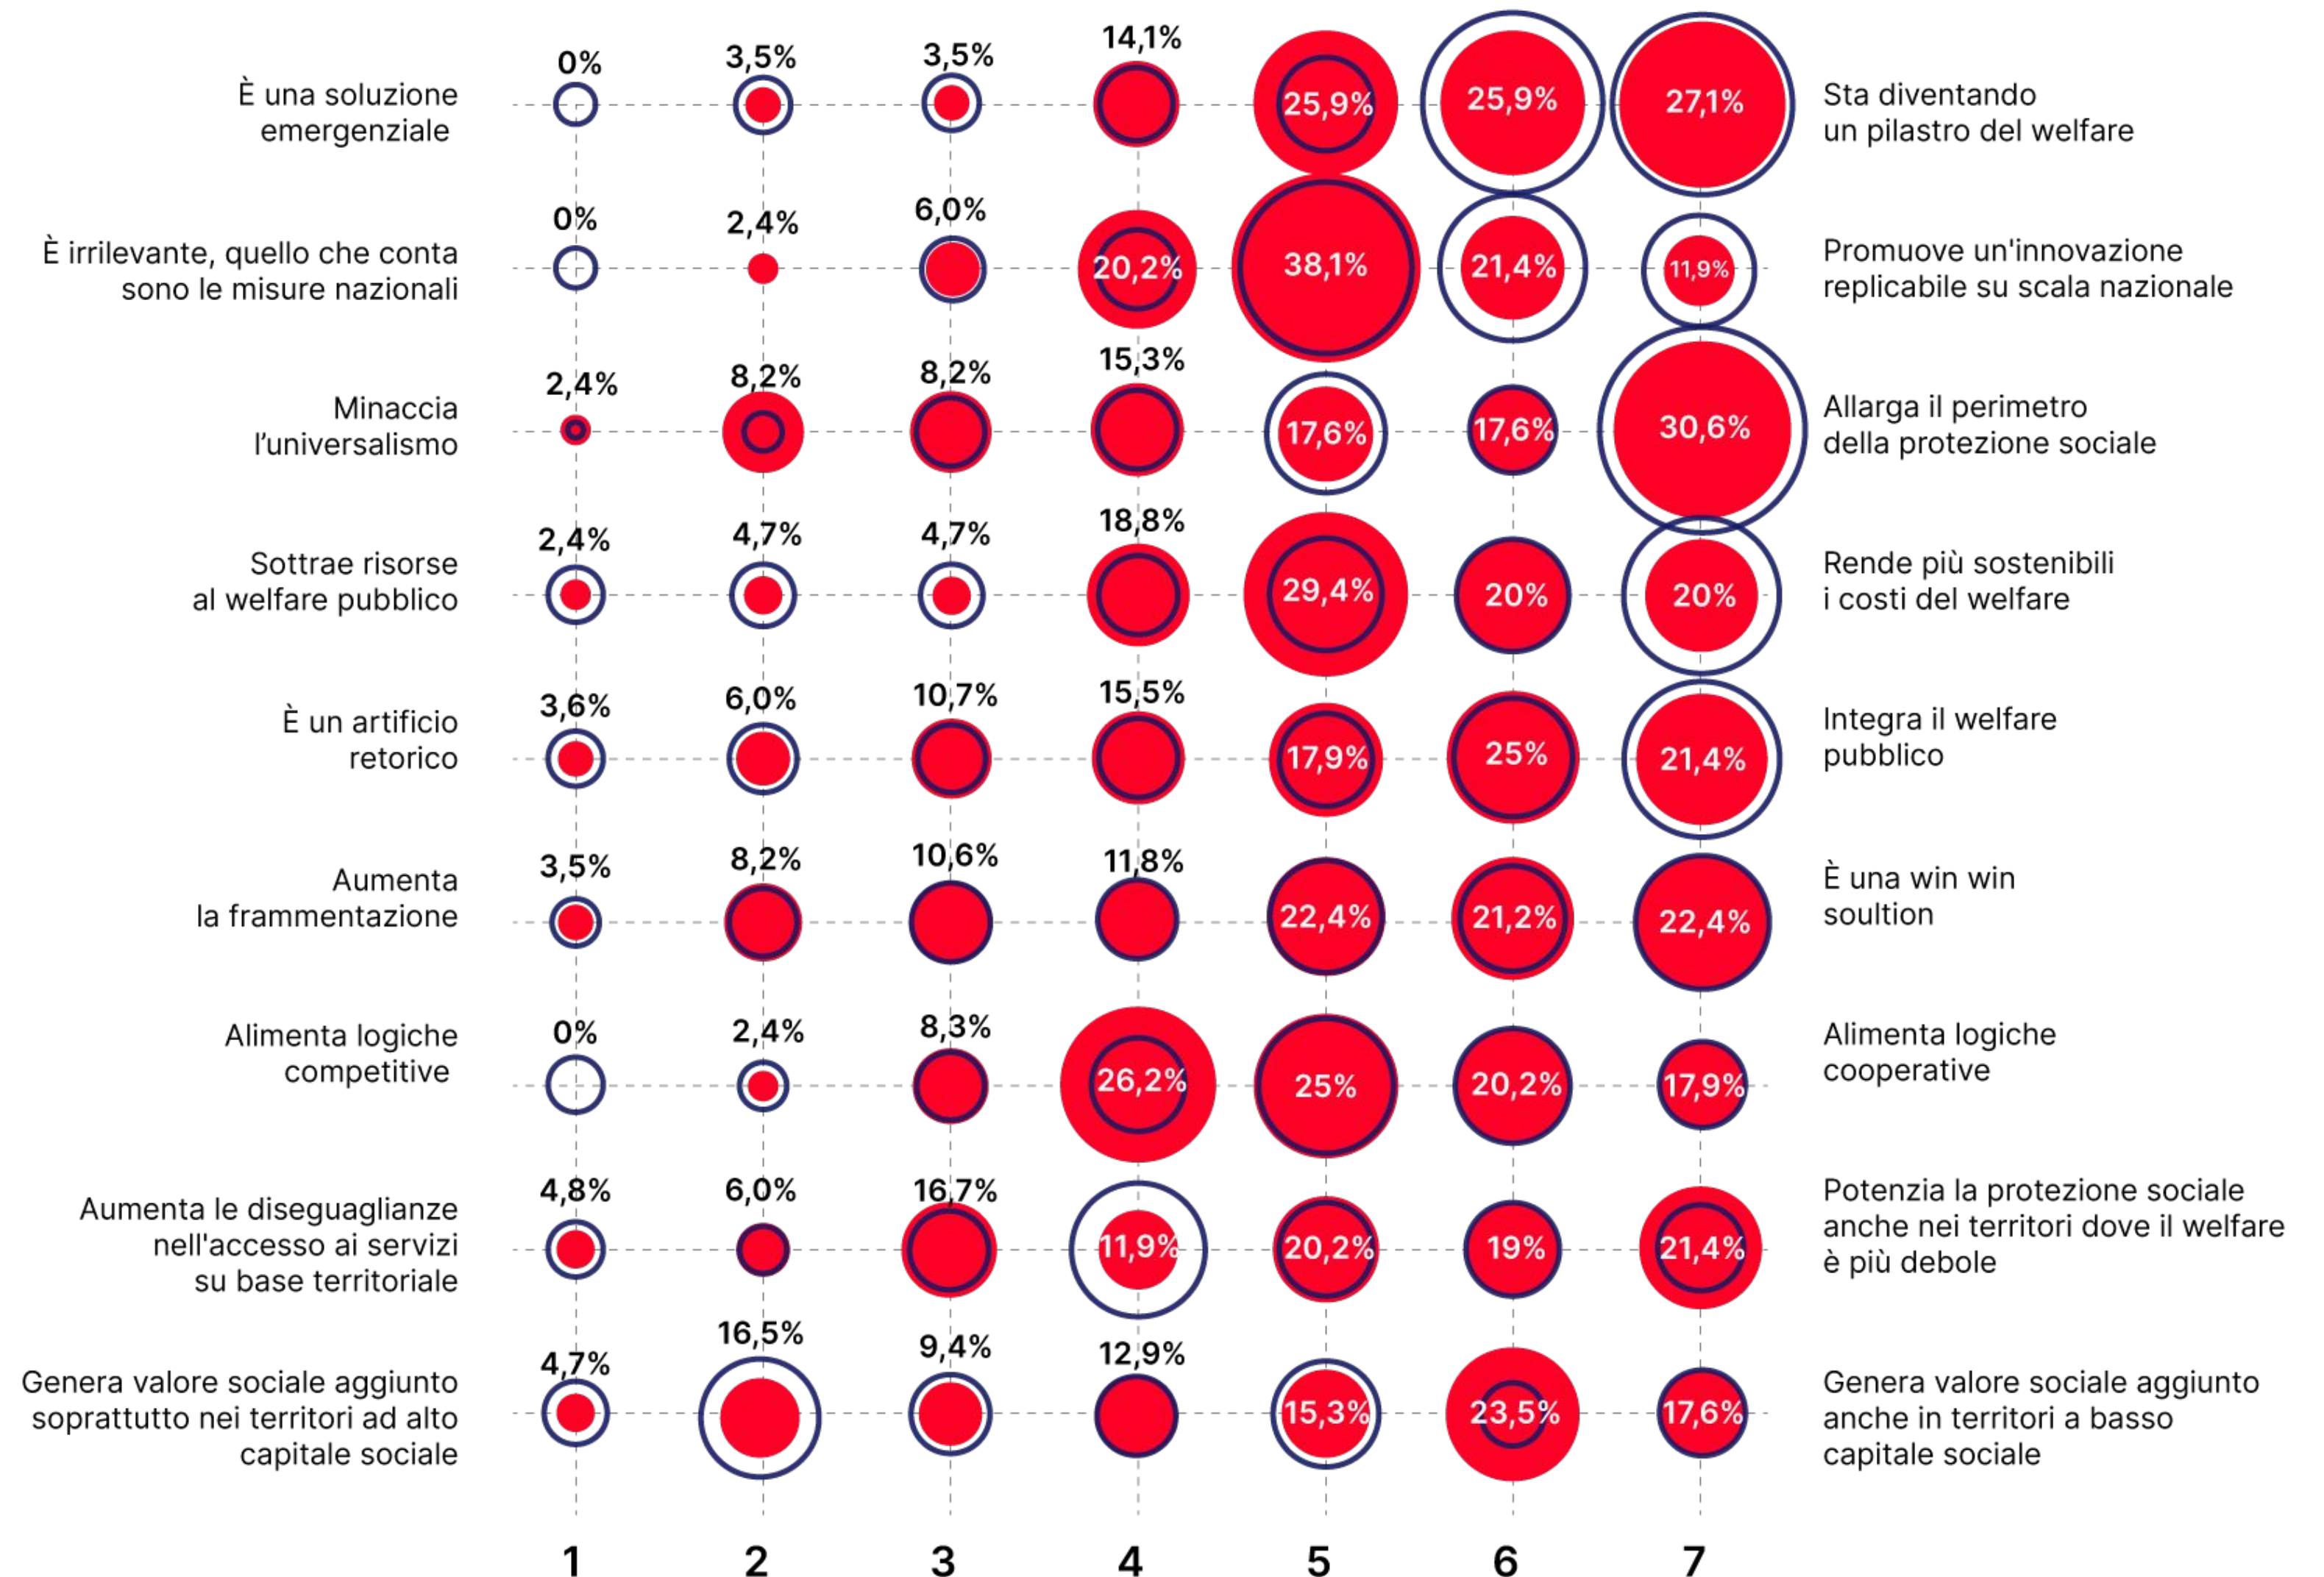 È una soluzione
emergenziale
0%
3,5%
3,5%
14,1%
25,9%
25,9%
27,1%
Sta diventando
un pilastro del welfare
È irrilevante, quello che conta
sono le misure nazionali
0%
2,4%
6,0%
20,2%
38,1%
21,4%
11,9%
Promuove un'innovazione
replicabile su scala nazionale
Minaccia
l’universalismo
2,4%
8,2%
8,2%
15,3%
17,6%
17,6%
30,6%
Allarga il perimetro
della protezione sociale
Sottrae risorse
al welfare pubblico
2,4%
4,7%
4,7%
18,8%
29,4%
20%
20%
Rende più sostenibili
i costi del welfare
È un artificio
retorico
3,6%
6,0%
10,7%
15,5%
17,9%
25%
21,4%
Integra il welfare
pubblico
Aumenta
la frammentazione
3,5%
8,2%
10,6%
11,8%
22,4%
21,2%
22,4%
È una win win
soultion
Alimenta logiche
competitive
0%
2,4%
8,3%
26,2%
25%
20,2%
17,9%
Alimenta logiche
cooperative
Aumenta le diseguaglianze
nell'accesso ai servizi
su base territoriale
4,8%
6,0%
16,7%
11,9%
20,2%
19%
21,4%
Potenzia la protezione sociale
anche nei territori dove il welfare
è più debole
Genera valore sociale aggiunto
soprattutto nei territori ad alto
capitale sociale
4,7%
16,5%
9,4%
12,9%
15,3%
23,5%
17,6%
Genera valore sociale aggiunto
anche in territori a basso
capitale sociale
1 2 3 4 5 6 7